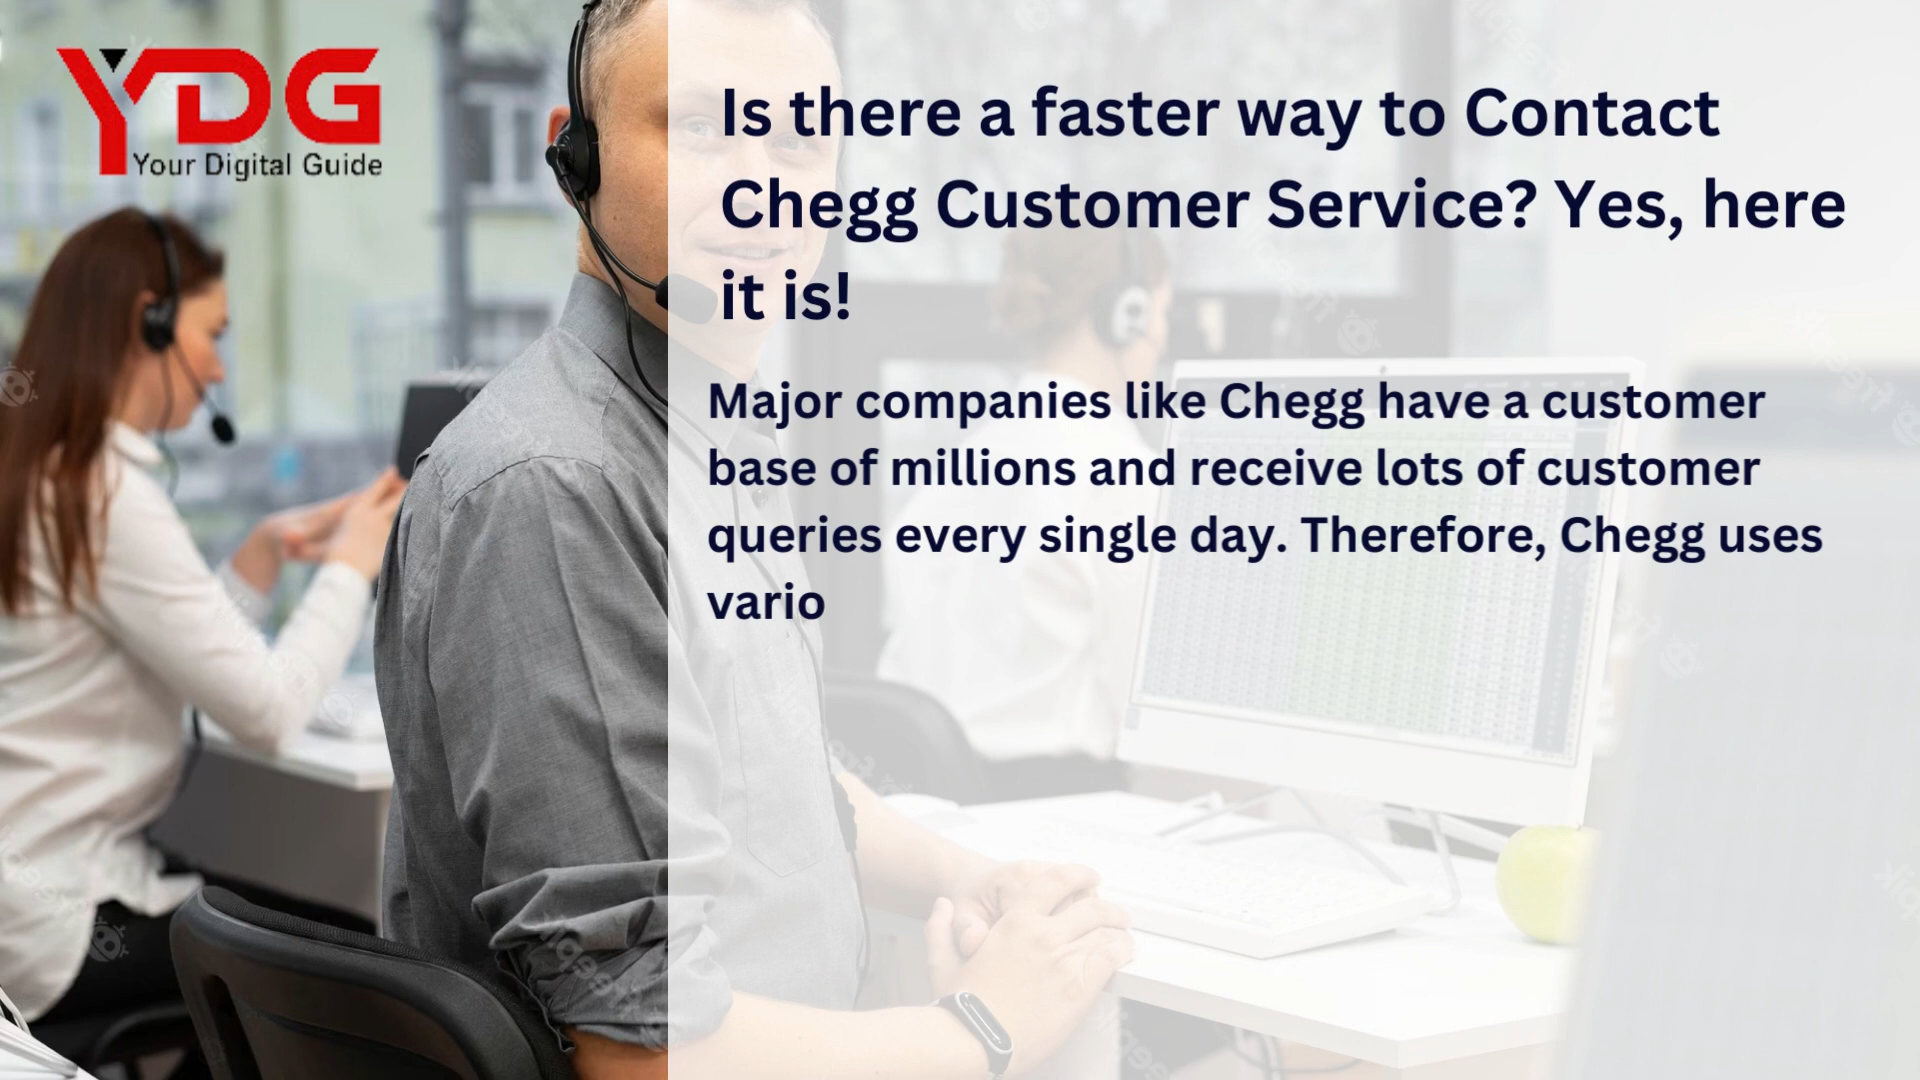 YDG
Your Digital Guide
Is there a faster way to Contact
Chegg Customer Service? Yes, here
it is!
Major companies like Chegg have a customer
base of millions and receive lots of customer
queries every single day. Therefore, Chegg uses
vario